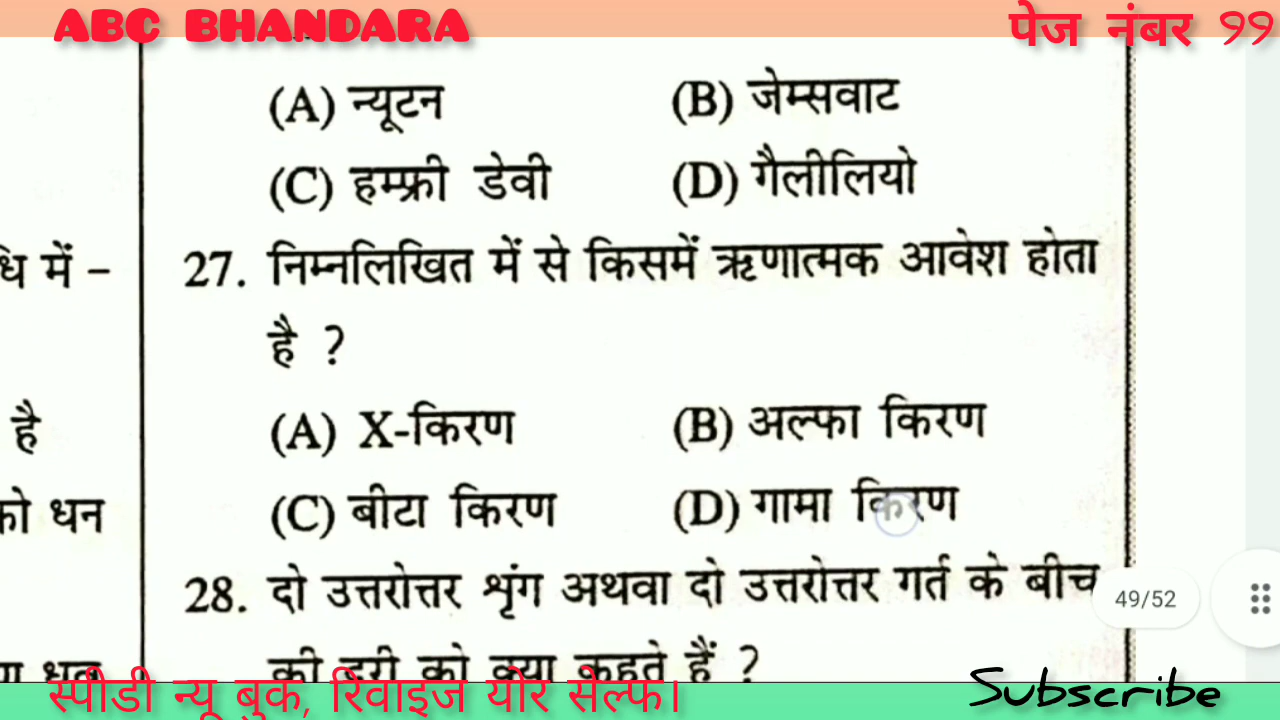 ABC BHANDARA
पेज नंबर 99
(A) न्यूटन (B) जेम्सवाट
(C) हम्फ्री डेवी (D) गैलीलियो
धि में –
27. निम्नलिखित में से किसमें ऋणात्मक आवेश होता
है ?
(A) X-किरण (B) अल्फा किरण
है
(C) बीटा किरण (D) गामा किरण
को धन
28. दो उत्तरोत्तर शृंग अथवा दो उत्तरोत्तर गर्त के बीच
49/52
की दूरी को क्या कहते हैं ?
स्पीडी न्यू बुक, रिवाइज योर सेल्फ।
Subscribe